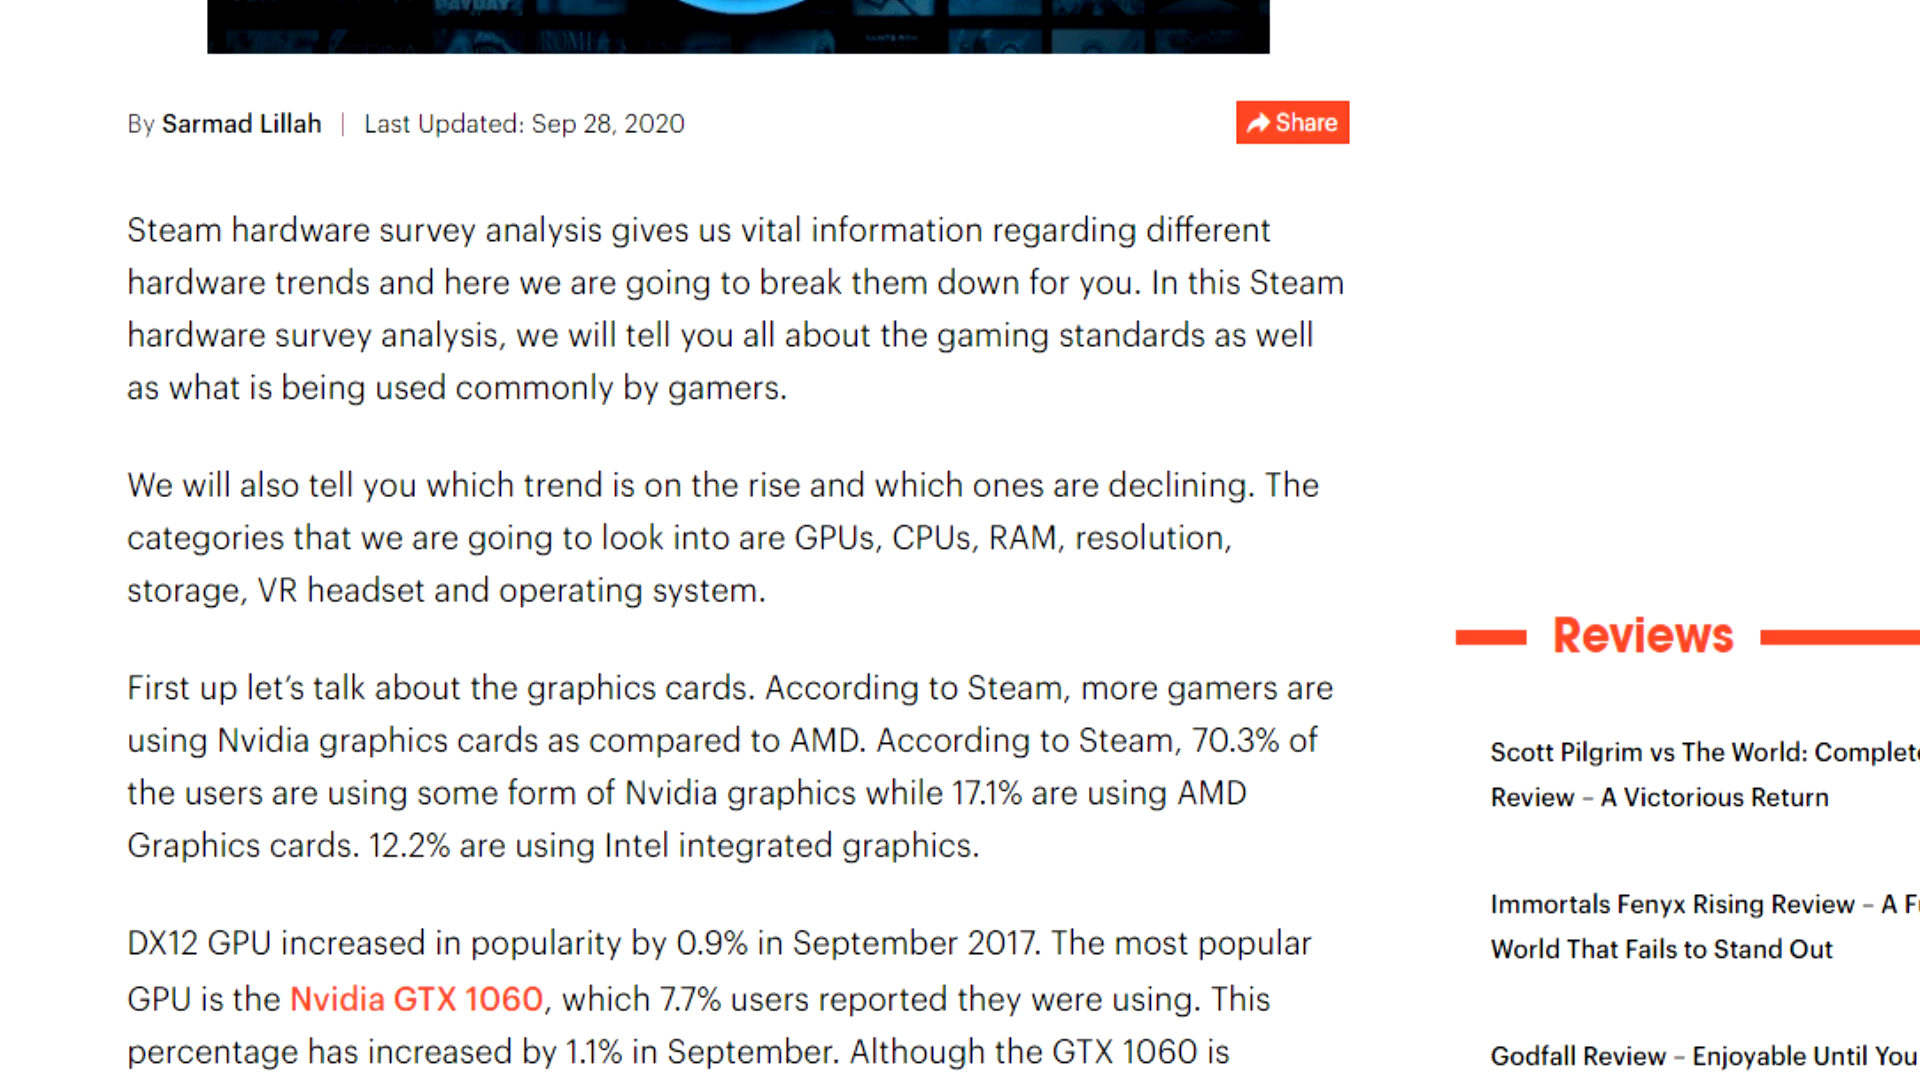 By Sarmad Lillah | Last Updated: Sep 28, 2020
Share
Steam hardware survey analysis gives us vital information regarding different
hardware trends and here we are going to break them down for you. In this Steam
hardware survey analysis, we will tell you all about the gaming standards as well
as what is being used commonly by gamers.
We will also tell you which trend is on the rise and which ones are declining. The
categories that we are going to look into are GPUs, CPUs, RAM, resolution,
storage, VR headset and operating system.
First up let’s talk about the graphics cards. According to Steam, more gamers are
using Nvidia graphics cards as compared to AMD. According to Steam, 70.3% of
the users are using some form of Nvidia graphics while 17.1% are using AMD
Graphics cards. 12.2% are using Intel integrated graphics.
DX12 GPU increased in popularity by 0.9% in September 2017. The most popular
GPU is the Nvidia GTX 1060, which 7.7% users reported they were using. This
percentage has increased by 1.1% in September. Although the GTX 1060 is
Reviews
Scott Pilgrim vs The World: Complet
Review – A Victorious Return
Immortals Fenyx Rising Review – A F
World That Fails to Stand Out
Godfall Review – Enjoyable Until You